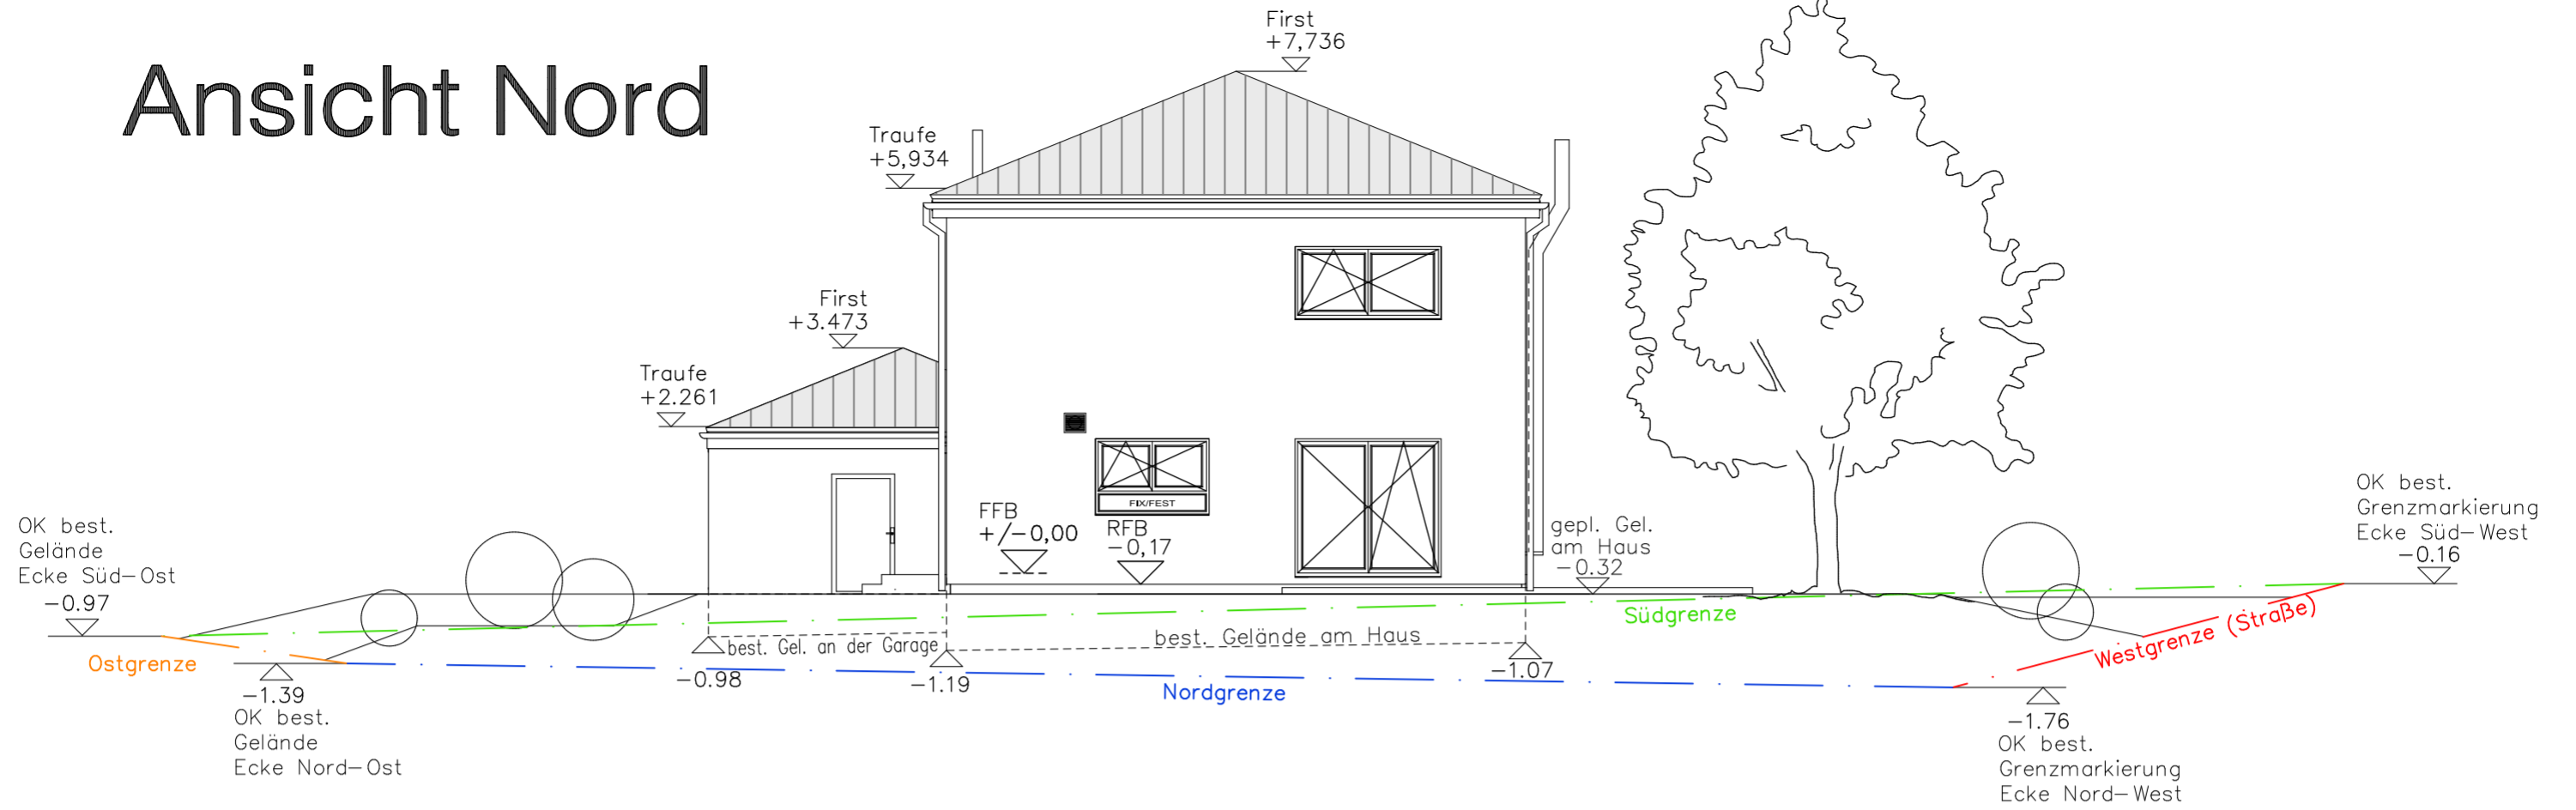 Ansicht Nord
First
+7,736
Traufe
+5,934
First
+3.473
Traufe
+2.261
OK best.
Gelände
Ecke Süd-Ost
-0.97
Ostgrenze
-1.39
OK best.
Gelände
Ecke Nord-Ost
FFB
+/-0,00
RFB
-0,17
FIX/FEST
gepl. Gel.
am Haus
-0.32
best. Gel. an der Garage
best. Gelände am Haus
-0.98
-1.19
-1.07
Nordgrenze
Südgrenze
OK best.
Grenzmarkierung
Ecke Süd-West
-0.16
Westgrenze (Straße)
-1.76
OK best.
Grenzmarkierung
Ecke Nord-West